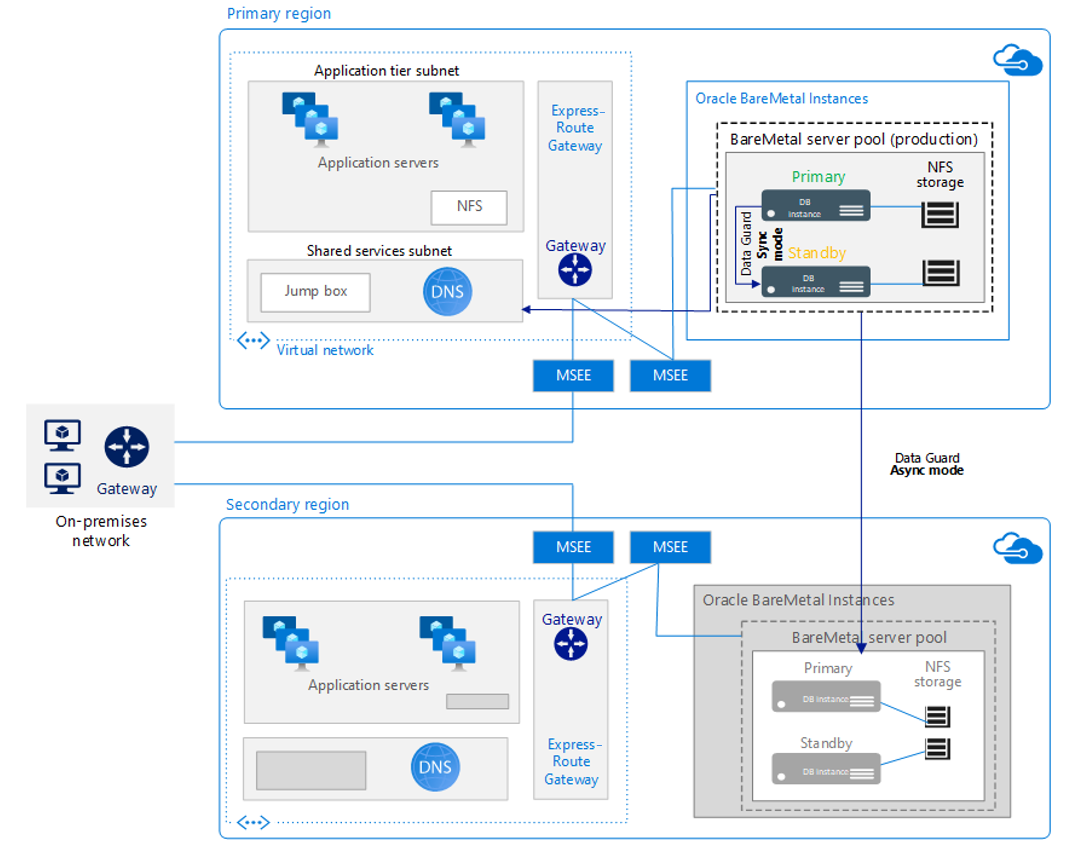 Primary region
Application tier subnet
Application servers
NFS
Express-
Route
Gateway
Gateway
Shared services subnet
Jump box
DNS
Virtual network
MSEE
MSEE
Oracle BareMetal Instances
BareMetal server pool (production)
Primary
NFS
storage
DB
Instance
Data Guard
Sync
mode
Standby
DB
Instance
Data Guard
Async mode
Gateway
On-premises
network
Secondary region
MSEE
MSEE
Application servers
DNS
Gateway
Express-
Route
Gateway
Oracle BareMetal Instances
BareMetal server pool
Primary
NFS
storage
DB Instance
Standby
DB Instance